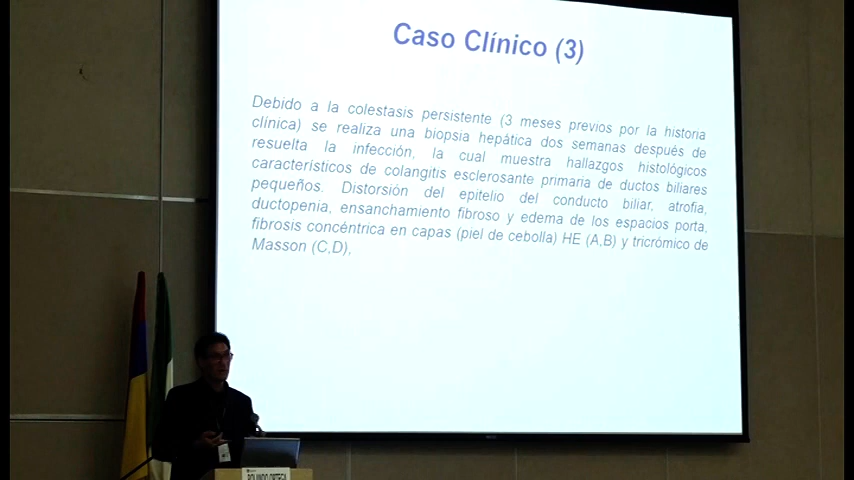 Caso Clínico (3)
Debido a la colestasis persistente (3 meses previos por la historia
clínica) se realiza una biopsia hepática dos semanas después de
resuelta la infección, la cual muestra hallazgos histológicos
característicos de colangitis esclerosante primaria de ductos biliares
pequeños. Distorsión del epitelio del conducto biliar, atrofia,
ductopenia, ensanchamiento fibroso y edema de los espacios porta,
fibrosis concéntrica en capas (piel de cebolla) HE (A,B) y tricrómico de
Masson (C,D),
ROLANDO ORTEGA